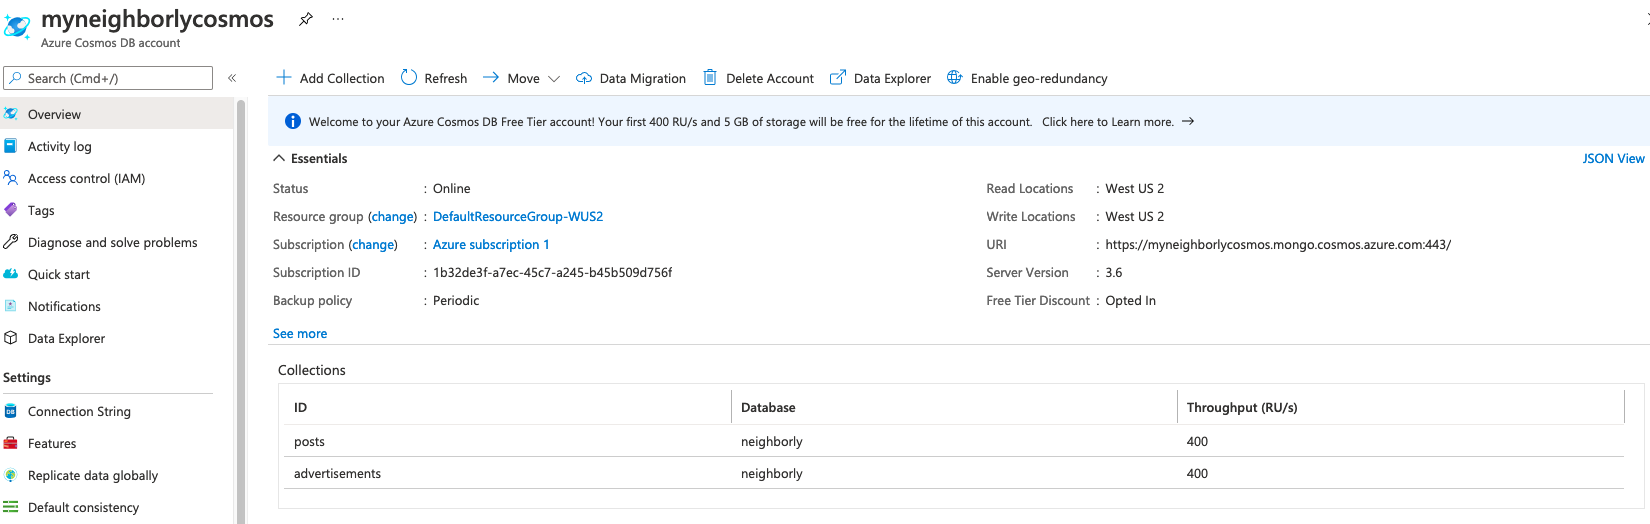 myneighborlycosmos
Azure Cosmos DB account
Search (Cmd+/)
Overview
Activity log
Access control (IAM)
Tags
Diagnose and solve problems
Quick start
Notifications
Data Explorer
Settings
Connection String
Features
Replicate data globally
Default consistency
Add Collection Refresh Move Data Migration Delete Account Data Explorer Enable geo-redundancy
Welcome to your Azure Cosmos DB Free Tier account! Your first 400 RU/s and 5 GB of storage will be free for the lifetime of this account. Click here to Learn more. →
Essentials JSON View
Status : Online
Resource group (change) : DefaultResourceGroup-WUS2
Subscription (change) : Azure subscription 1
Subscription ID : 1b32de3f-a7ec-45c7-a245-b45b509d756f
Backup policy : Periodic
See more
Read Locations : West US 2
Write Locations : West US 2
URI : https://myneighborlycosmos.mongo.cosmos.azure.com:443/
Server Version : 3.6
Free Tier Discount : Opted In
Collections
ID Database Throughput (RU/s)
posts neighborly 400
advertisements neighborly 400